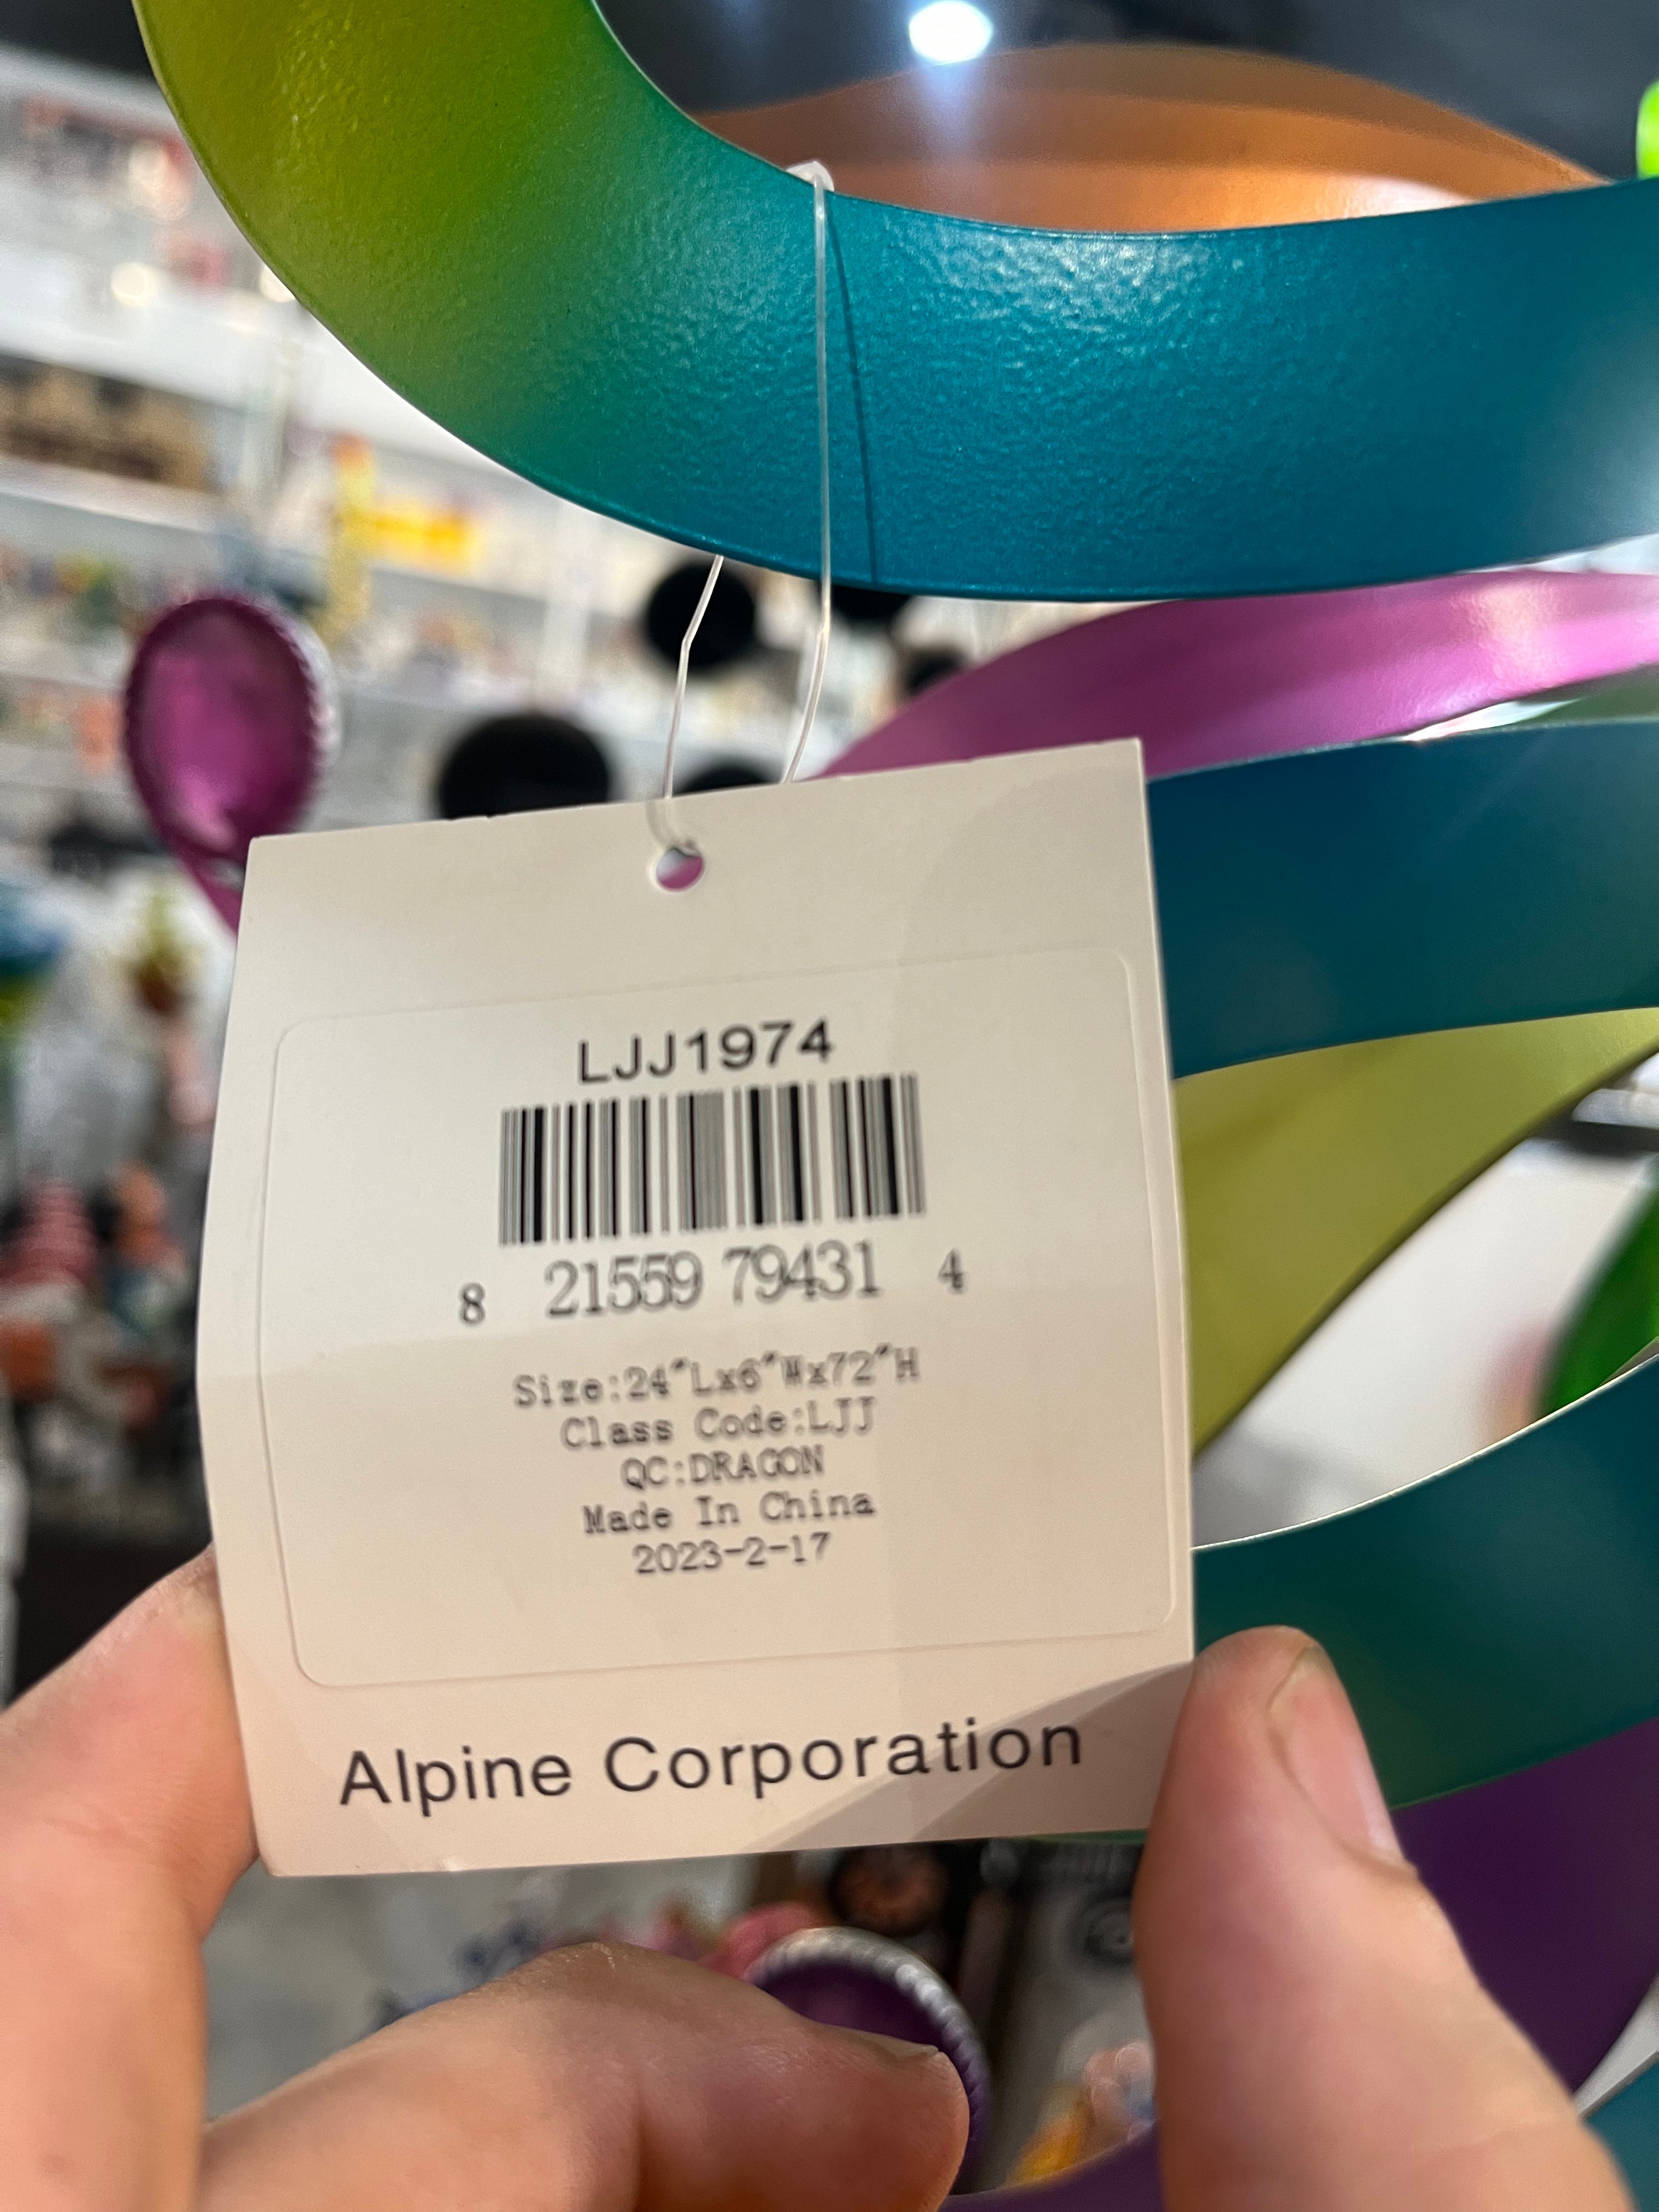 LJJ1974
8 21559 79431 4
Size:24"Lx6"Wx72"H
Class Code:LJJ
QC:DRAGON
Made In China
2023-2-17
Alpine Corporation